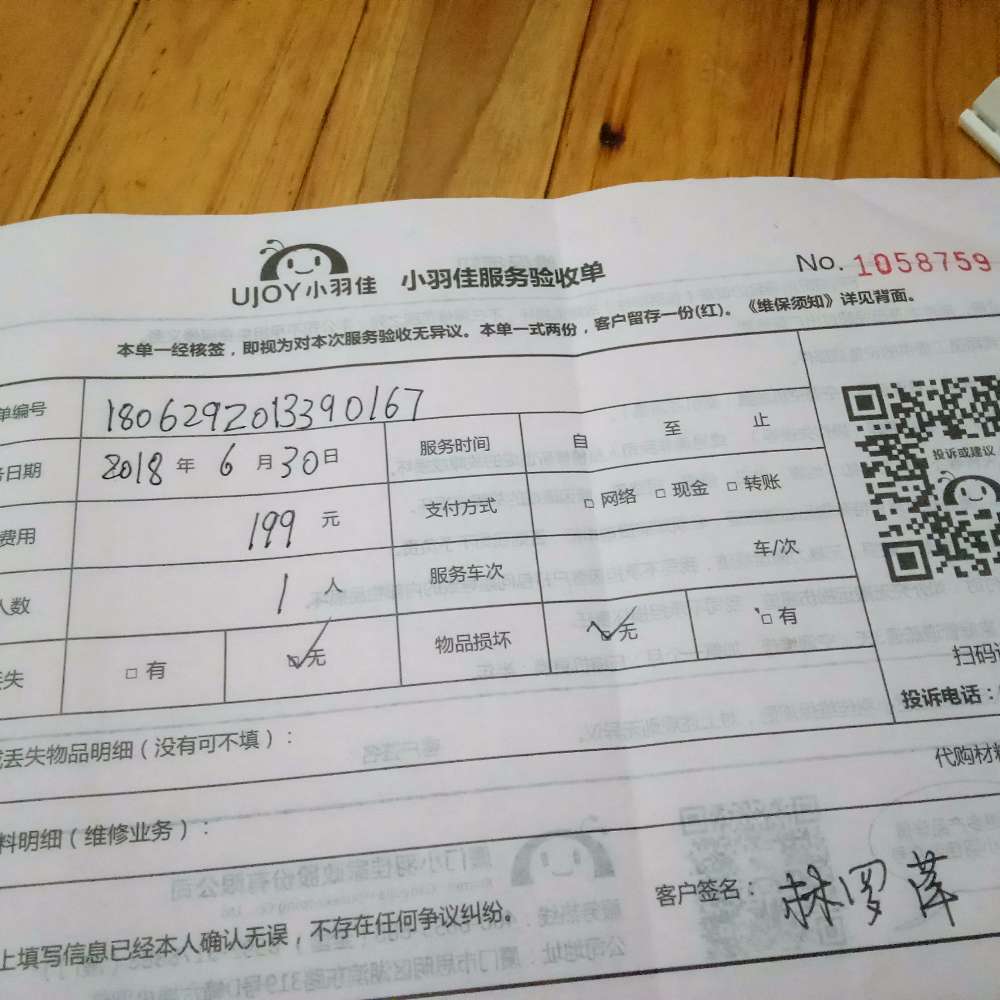 UJOY小羽佳 小羽佳服务验收单 No. 1058759
本单一经核签，即视为对本次服务验收无异议。本单一式两份，客户留存一份(红)。《维保须知》详见背面。
单编号 1806292013390167
日期 2018 年 6 月 30 日 服务时间 自 至 止
费用 199 元 支付方式 □ 网络 □ 现金 □ 转账
人数 1 人 服务车次 车/次
失 □ 有 □ 无 物品损坏 □ 无 □ 有
投诉或建议
扫码
投诉电话：
丢失物品明细（没有可不填）：
代购材料
料明细（维修业务）：
客户签名：林罗萍
上填写信息已经本人确认无误，不存在任何争议纠纷。